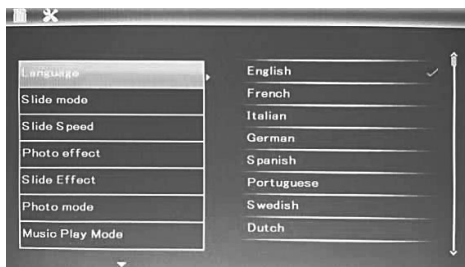 Language
Slide mode
Slide Speed
Photo effect
Slide Effect
Photo mode
Music Play Mode
English
French
Italian
German
Spanish
Portuguese
Swedish
Dutch